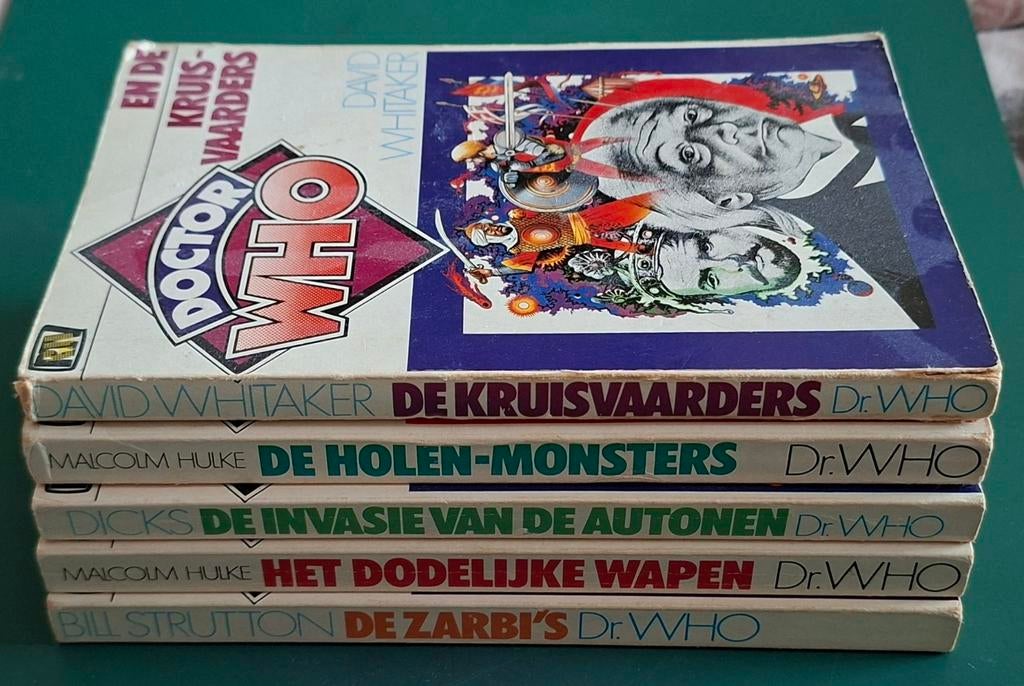 EN DE
KRUIS-
VAARDERS
DAVID
WHITAKER
DOCTOR
WHO
DAVID WHITAKER DE KRUISVAARDERS Dr. WHO
MALCOLM HULKE DE HOLEN-MONSTERS Dr. WHO
DICKS DE INVASIE VAN DE AUTONEN Dr. WHO
MALCOLM HULKE HET DODELIJKE WAPEN Dr. WHO
BILL STRUTTON DE ZARBI'S Dr. WHO